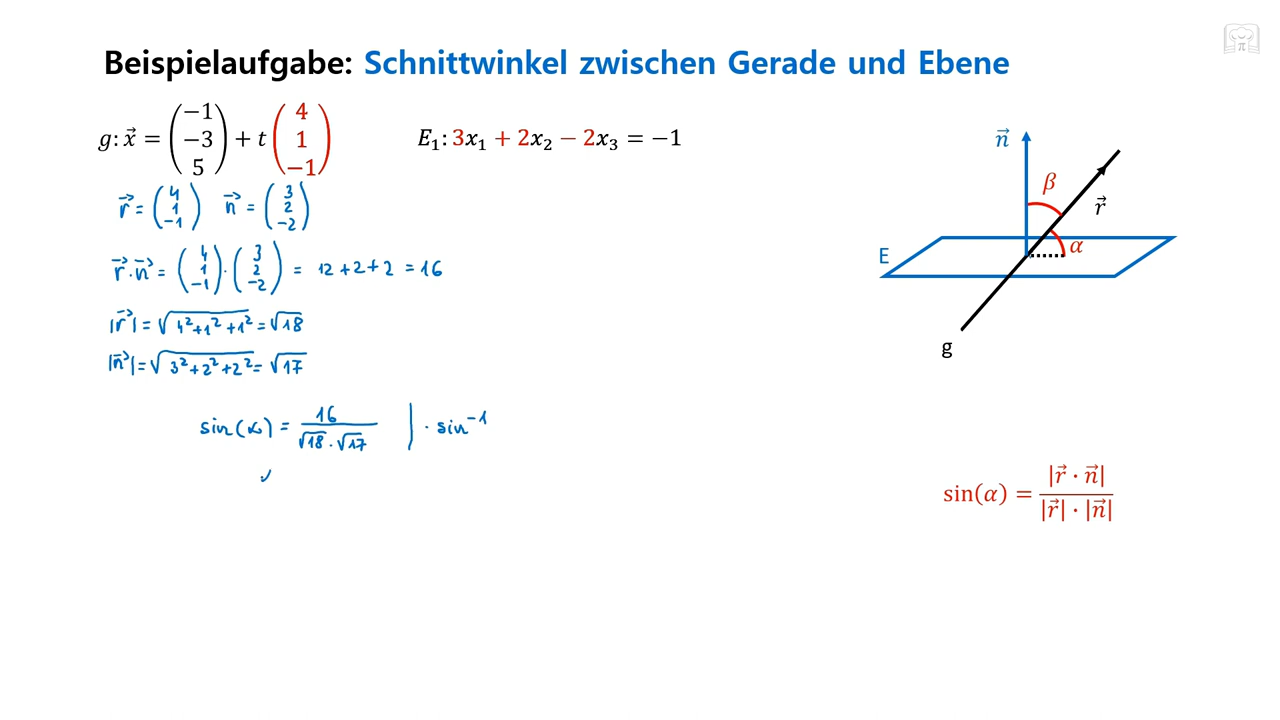 Beispielaufgabe: Schnittwinkel zwischen Gerade und Ebene
g: x⃗ = (−1 −3 5) + t (4 1 −1)
E₁: 3x₁ + 2x₂ − 2x₃ = −1
r⃗ = (4 1 −1) n⃗ = (3 2 −2)
r⃗ · n⃗ = (4 1 −1) · (3 2 −2) = 12 + 2 + 2 = 16
|r⃗| = √(4² + 1² + 1²) = √18
|n⃗| = √(3² + 2² + 2²) = √17
sin(α) = 16 / (√18 · √17) | · sin⁻¹
n⃗
β
r⃗
α
E
g
sin(α) = |r⃗ · n⃗| / (|r⃗| · |n⃗|)
π